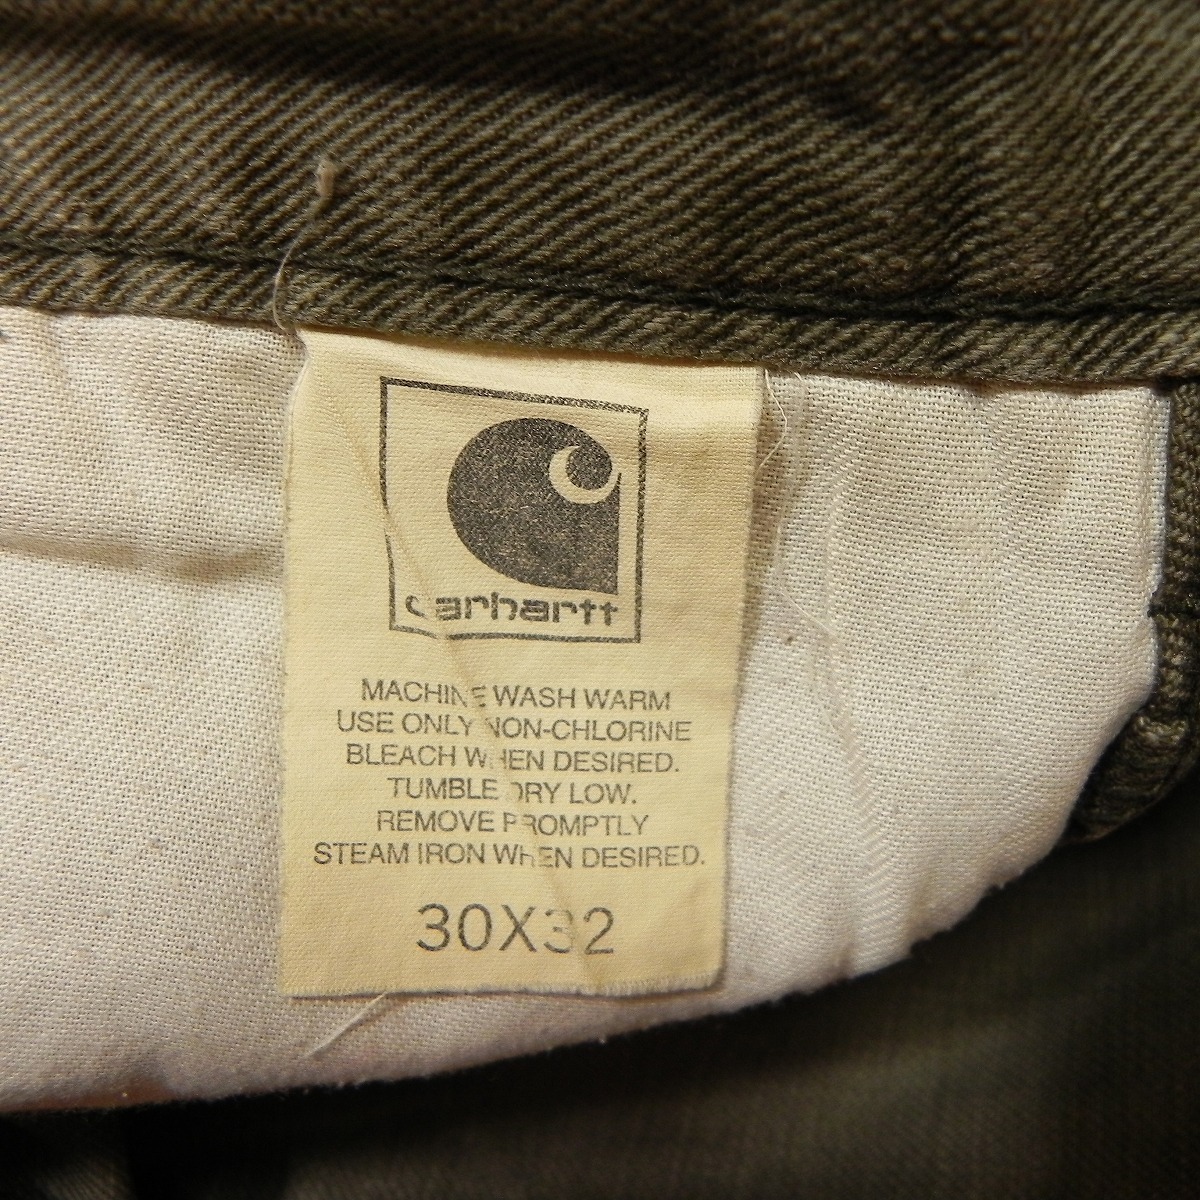 carhartt
MACHINE WASH WARM
USE ONLY NON-CHLORINE
BLEACH WHEN DESIRED.
TUMBLE DRY LOW.
REMOVE PROMPTLY
STEAM IRON WHEN DESIRED.
30X32